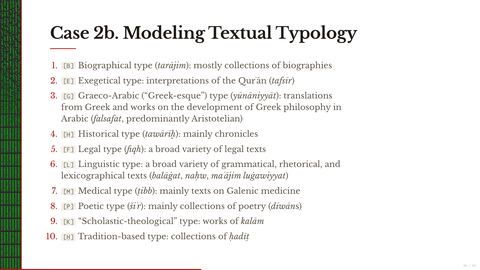 Case 2b. Modeling Textual Typology
1. [B] Biographical type (tarāǧim): mostly collections of biographies
2. [E] Exegetical type: interpretations of the Qurʾān (tafsīr)
3. [G] Graeco-Arabic (“Greek-esque”) type (yūnāniyyāt): translations
from Greek and works on the development of Greek philosophy in
Arabic (falsafaŧ, predominantly Aristotelian)
4. [H] Historical type (tawārīḫ): mainly chronicles
5. [F] Legal type (fiqh): a broad variety of legal texts
6. [L] Linguistic type: a broad variety of grammatical, rhetorical, and
lexicographical texts (balāġaŧ, naḥw, maʿāǧim luġawiyyaŧ)
7. [M] Medical type (ṭibb): mainly texts on Galenic medicine
8. [P] Poetic type (šiʿr): mainly collections of poetry (dīwāns)
9. [K] “Scholastic-theological” type: works of kalām
10. Tradition-based type: collections of ḥadīṯ